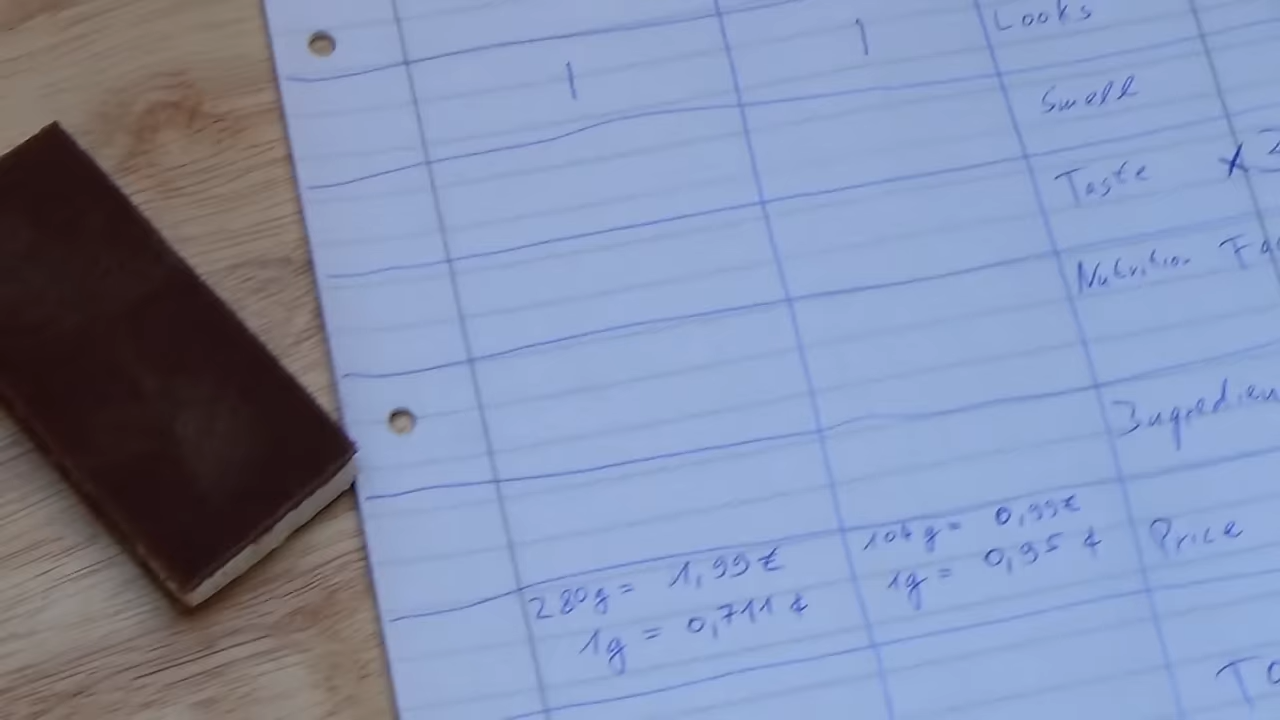 1 1 Looks
Smell
Taste x
Nutrition Fa
Ingredien
280g = 1,99€ 104g = 0,99€ Price
1g = 0,711 ¢ 1g = 0,95 ¢
To